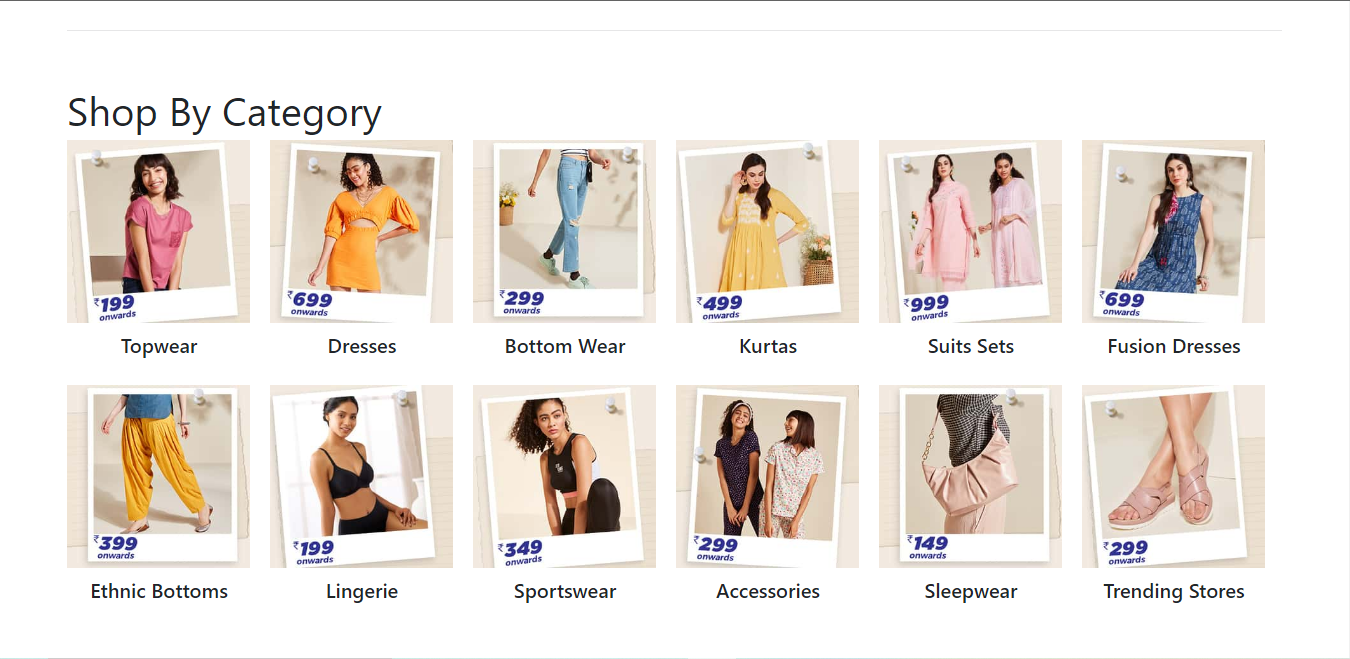 Shop By Category
₹199
onwards
Topwear
₹699
onwards
Dresses
₹299
onwards
Bottom Wear
₹499
onwards
Kurtas
₹999
onwards
Suits Sets
₹699
onwards
Fusion Dresses
₹399
onwards
Ethnic Bottoms
₹199
onwards
Lingerie
₹349
onwards
Sportswear
₹299
onwards
Accessories
₹149
onwards
Sleepwear
₹299
onwards
Trending Stores